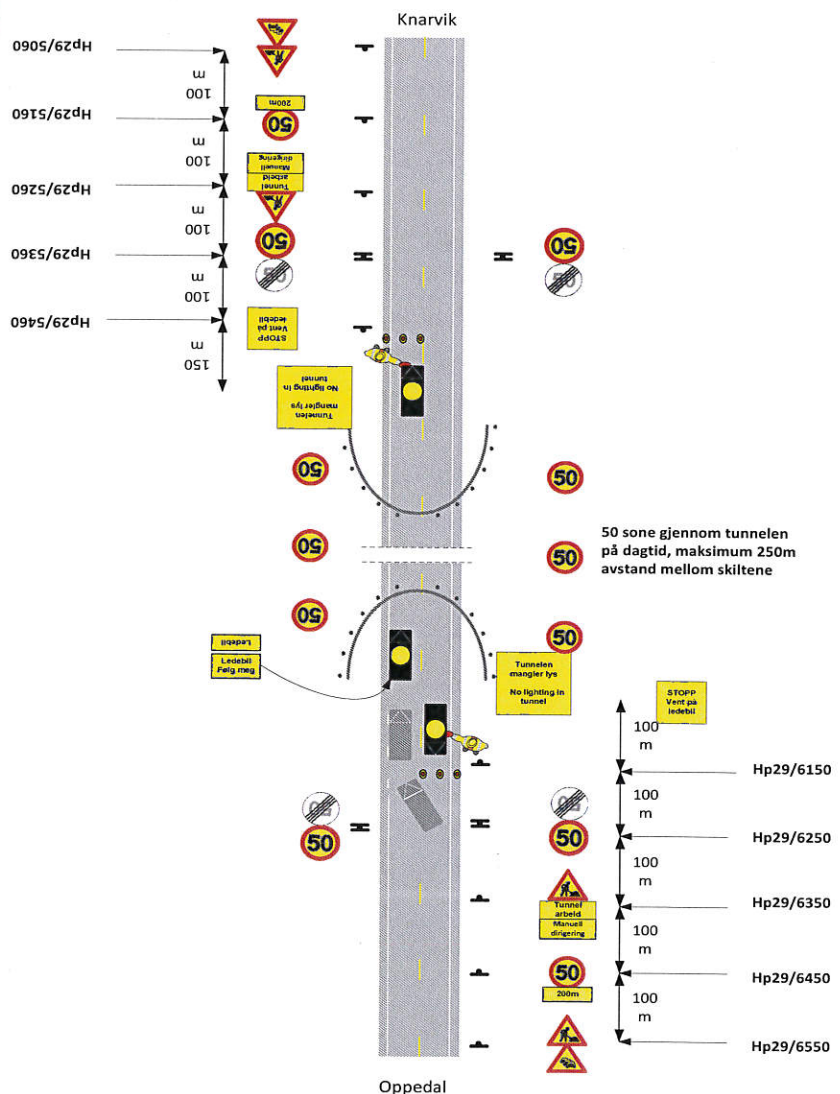 Knarvik
Hp29/5060
100
m
200m
50
Hp29/5160
100
m
Manuell
dirigering
Tunnel
arbeid
Hp29/5260
100
m
50
50
Hp29/5360
50
50
100
m
STOPP
Vent på
ledebil
Hp29/5460
150
m
Tunnelen
mangler lys
No lighting in
tunnel
50
50
50
50
50 sone gjennom tunnelen
på dagtid, maksimum 250m
avstand mellom skiltene
50
50
Ledebil
Ledebil
Følg meg
50
Tunnelen
mangler lys
No lighting in
tunnel
STOPP
Vent på
ledebil
100
m
Hp29/6150
50
50
100
m
50
50
Hp29/6250
100
m
Tunnel
arbeid
Manuell
dirigering
Hp29/6350
100
m
50
200m
Hp29/6450
100
m
Hp29/6550
Oppedal